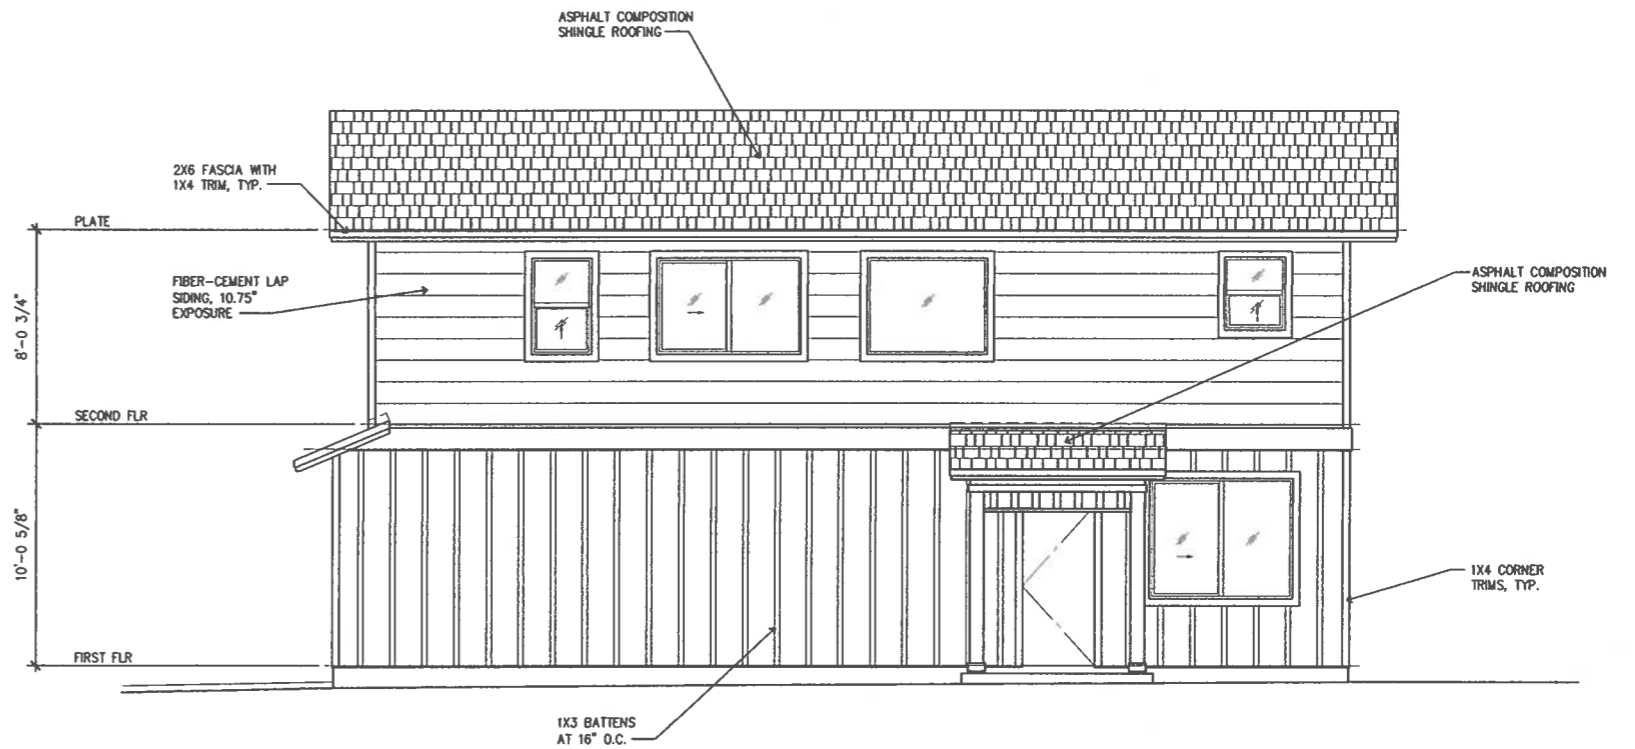 ASPHALT COMPOSITION
SHINGLE ROOFING
2X6 FASCIA WITH
1X4 TRIM, TYP.
PLATE
FIBER-CEMENT LAP
SIDING, 10.75"
EXPOSURE
ASPHALT COMPOSITION
SHINGLE ROOFING
8'-0 3/4"
SECOND FLR
10'-0 5/8"
1X4 CORNER
TRIMS, TYP.
FIRST FLR
1X3 BATTENS
AT 16" O.C.